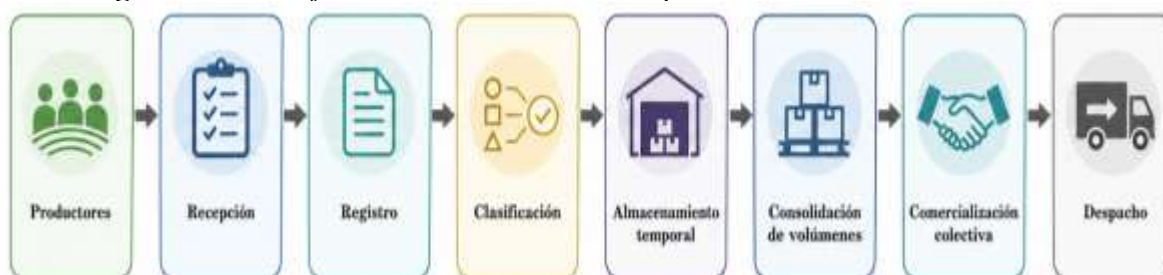 Productores
Recepción
Registro
Clasificación
Almacenamiento
temporal
Consolidación
de volúmenes
Comercialización
colectiva
Despacho